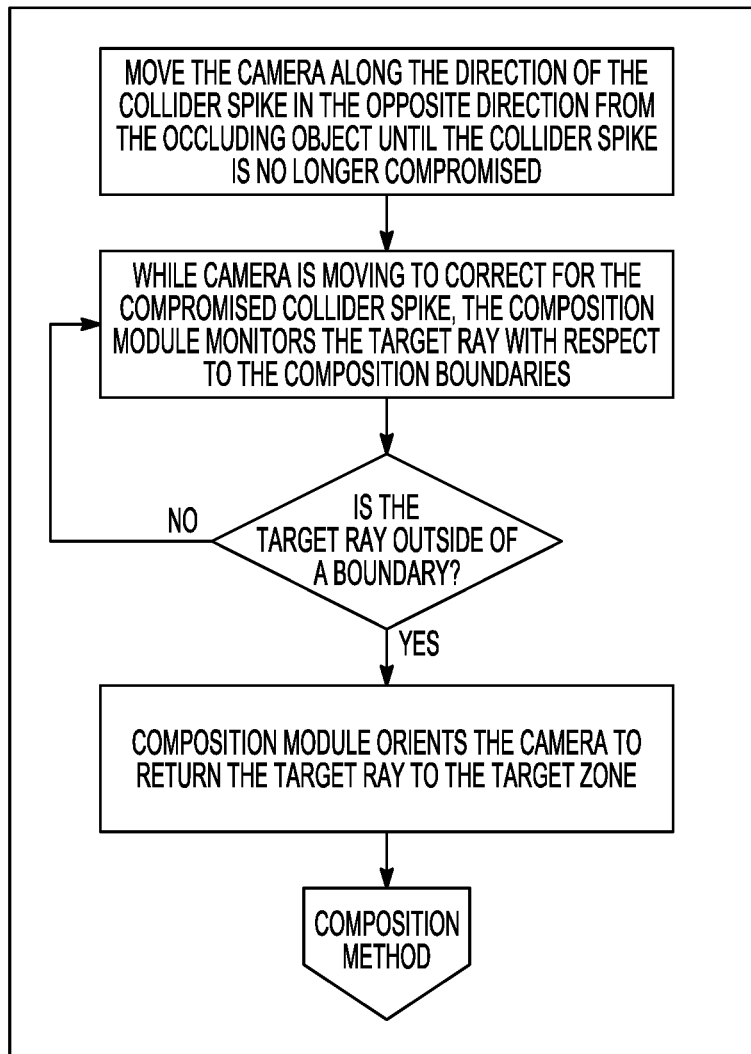 MOVE THE CAMERA ALONG THE DIRECTION OF THE
COLLIDER SPIKE IN THE OPPOSITE DIRECTION FROM
THE OCCLUDING OBJECT UNTIL THE COLLIDER SPIKE
IS NO LONGER COMPROMISED
WHILE CAMERA IS MOVING TO CORRECT FOR THE
COMPROMISED COLLIDER SPIKE, THE COMPOSITION
MODULE MONITORS THE TARGET RAY WITH RESPECT
TO THE COMPOSITION BOUNDARIES
IS THE
TARGET RAY OUTSIDE OF
A BOUNDARY?
NO
YES
COMPOSITION MODULE ORIENTS THE CAMERA TO
RETURN THE TARGET RAY TO THE TARGET ZONE
COMPOSITION
METHOD